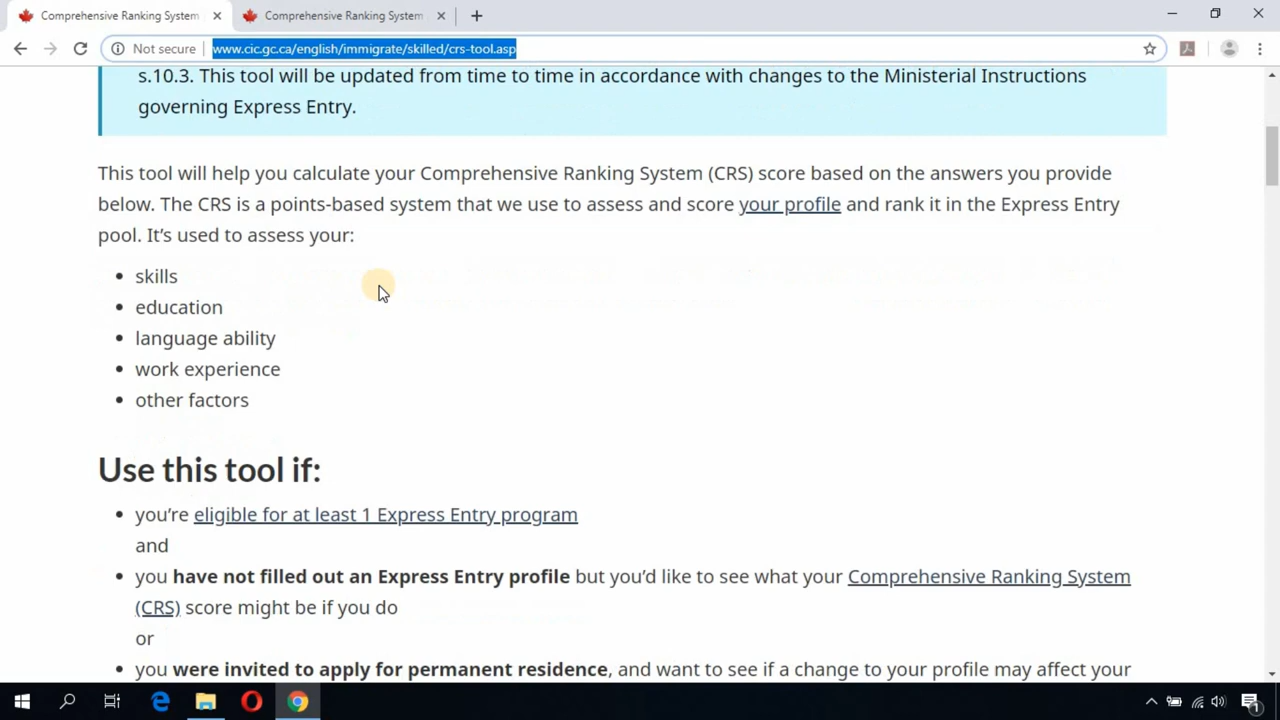 Comprehensive Ranking System
Comprehensive Ranking System
Not secure
www.cic.gc.ca/english/immigrate/skilled/crs-tool.asp
s.10.3. This tool will be updated from time to time in accordance with changes to the Ministerial Instructions
governing Express Entry.
This tool will help you calculate your Comprehensive Ranking System (CRS) score based on the answers you provide
below. The CRS is a points-based system that we use to assess and score your profile and rank it in the Express Entry
pool. It’s used to assess your:
• skills
• education
• language ability
• work experience
• other factors
Use this tool if:
• you’re eligible for at least 1 Express Entry program
and
• you have not filled out an Express Entry profile but you’d like to see what your Comprehensive Ranking System
(CRS) score might be if you do
or
• you were invited to apply for permanent residence, and want to see if a change to your profile may affect your
1